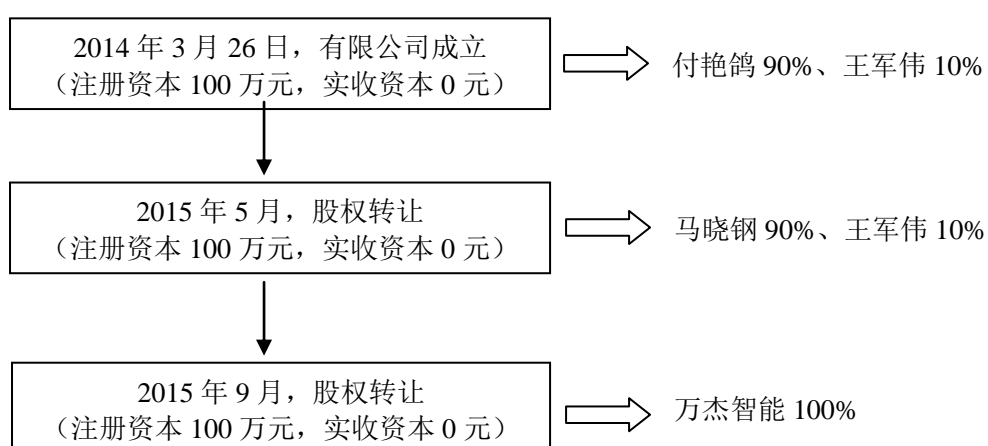 2014 年 3 月 26 日，有限公司成立
（注册资本 100 万元，实收资本 0 元）
付艳鸽 90%、王军伟 10%
2015 年 5 月，股权转让
（注册资本 100 万元，实收资本 0 元）
马晓钢 90%、王军伟 10%
2015 年 9 月，股权转让
（注册资本 100 万元，实收资本 0 元）
万杰智能 100%